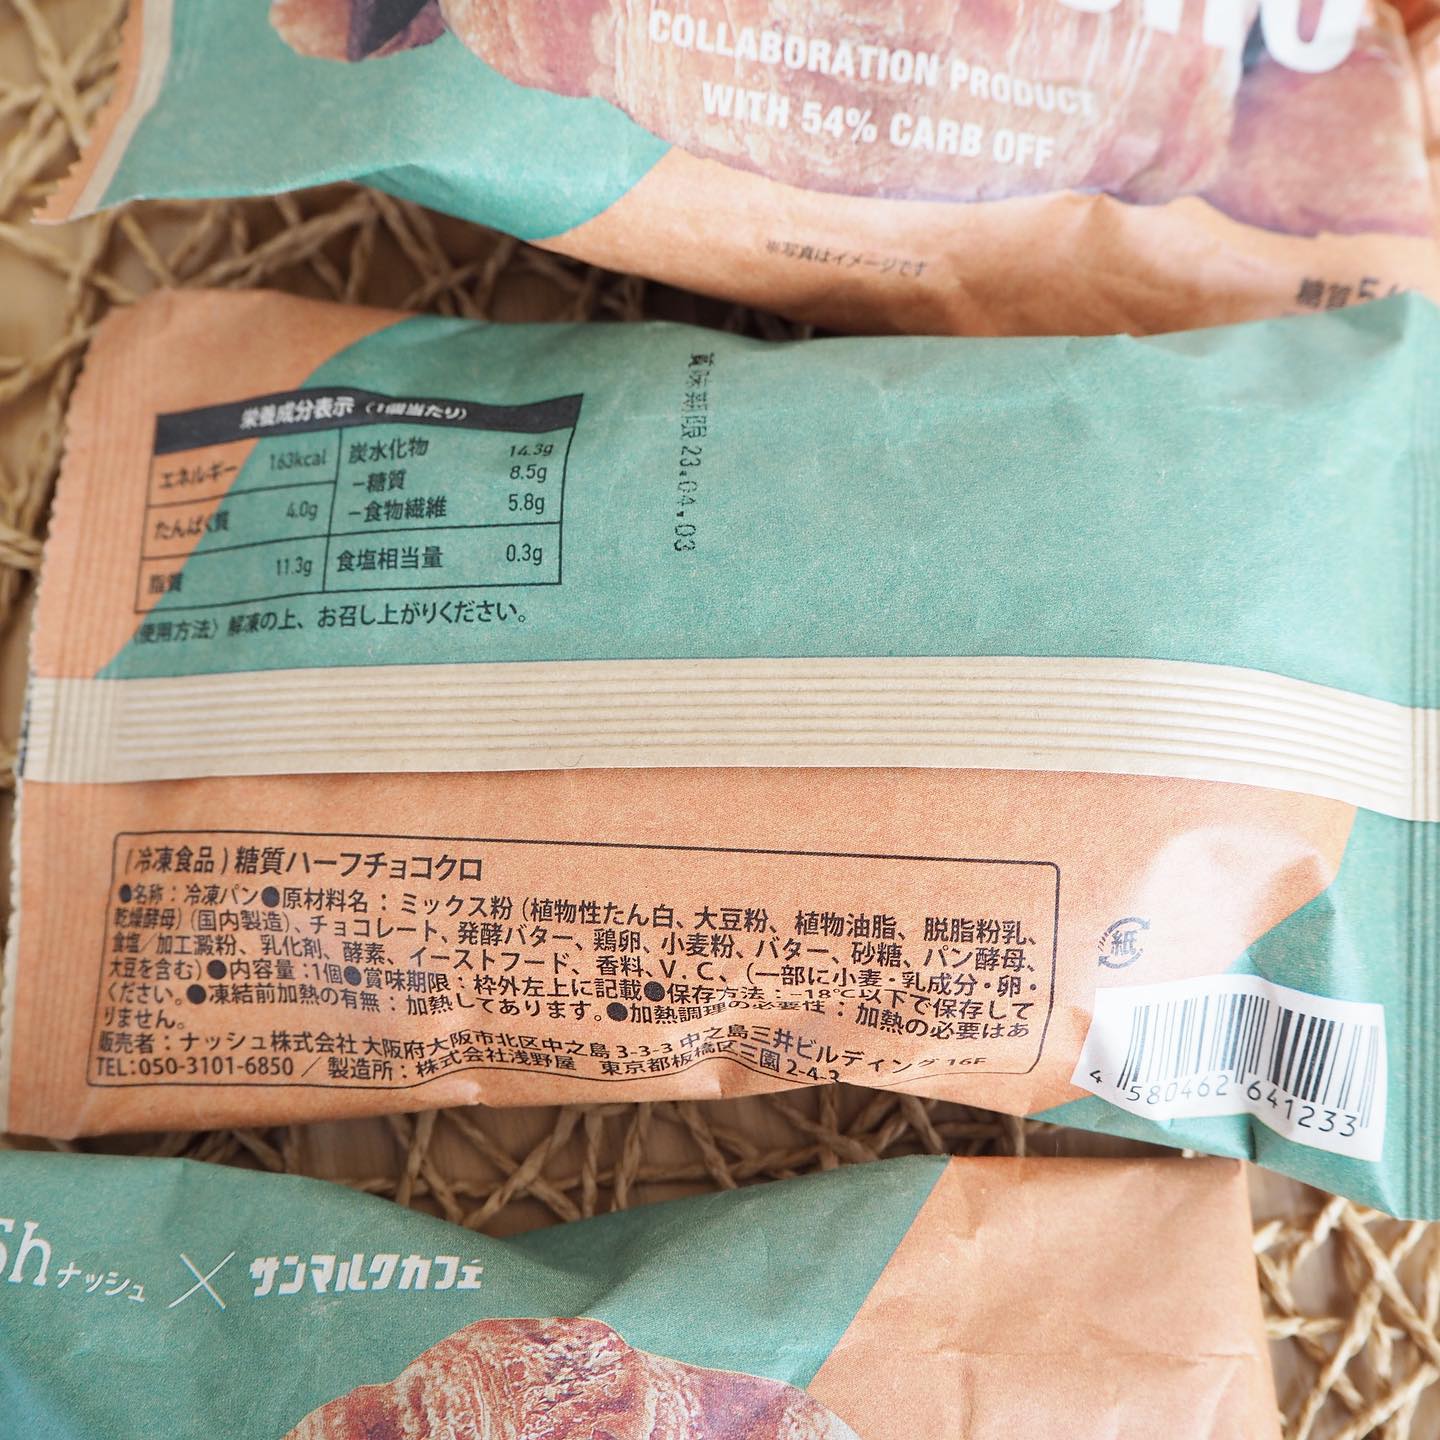 COLLABORATION PRODUCT
WITH 54% CARB OFF
※写真はイメージです
糖質
栄養成分表示（1個当たり）
エネルギー 163kcal
たんぱく質 4.0g
脂質 11.3g
炭水化物 14.3g
−糖質 8.5g
−食物繊維 5.8g
食塩相当量 0.3g
〈使用方法〉解凍の上、お召し上がりください。
賞味期限 23.04.03
(冷凍食品)糖質ハーフチョコクロ
●名称：冷凍パン●原材料名：ミックス粉(植物性たん白、大豆粉、植物油脂、脱脂粉乳、
乾燥酵母)(国内製造)、チョコレート、発酵バター、鶏卵、小麦粉、バター、砂糖、パン酵母、
食塩/加工澱粉、乳化剤、酵素、イーストフード、香料、V.C、(一部に小麦・乳成分・卵・
大豆を含む)●内容量：1個●賞味期限：枠外左上に記載●保存方法：−18℃以下で保存して
ください。●凍結前加熱の有無：加熱してあります。●加熱調理の必要性：加熱の必要はあ
りません。
販売者：ナッシュ株式会社 大阪府大阪市北区中之島3-3-3 中之島三井ビルディング 16F
TEL:050-3101-6850 / 製造所：株式会社浅野屋 東京都板橋区三園2-4-3
紙
4 580462 641233
sh ナッシュ × サンマルクカフェ